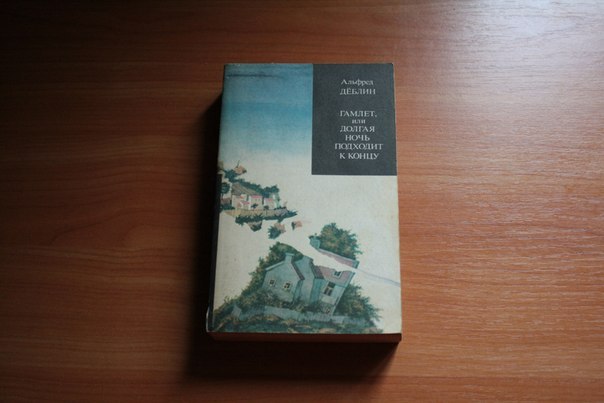 Альфред
ДЁБЛИН
ГАМЛЕТ,
или
ДОЛГАЯ
НОЧЬ
ПОДХОДИТ
К КОНЦУ